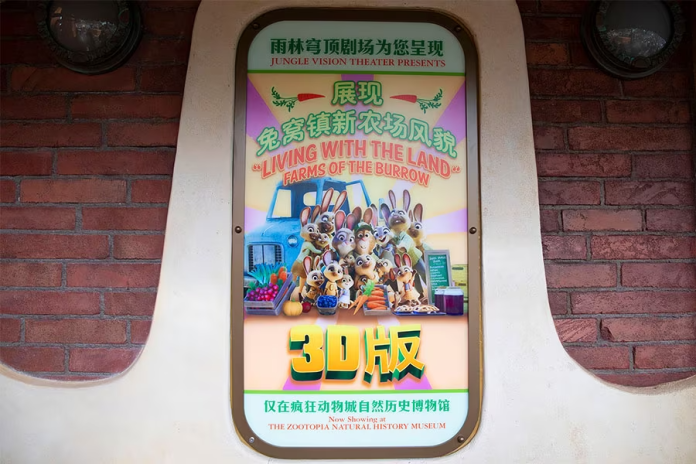 雨林穹顶剧场为您呈现
JUNGLE VISION THEATER PRESENTS
展现
兔窝镇新农场风貌
"LIVING WITH THE LAND"
FARMS OF THE BURROW
3D版
仅在疯狂动物城自然历史博物馆
Now Showing at
THE ZOOTOPIA NATURAL HISTORY MUSEUM